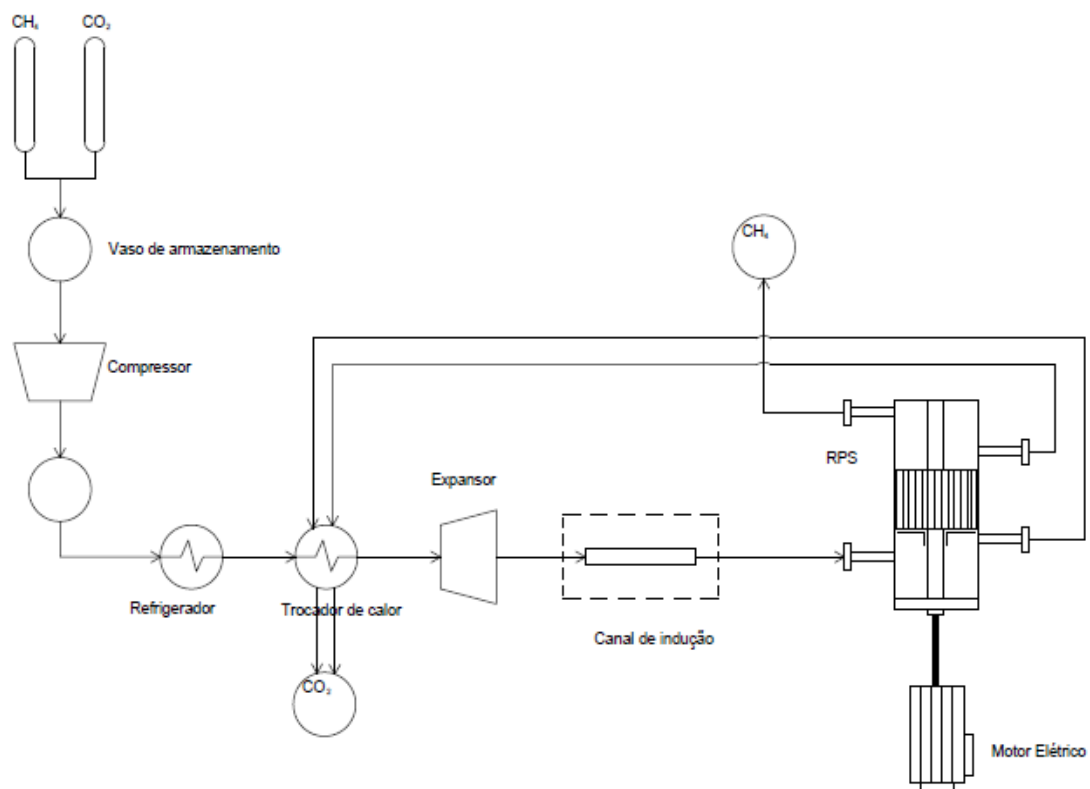 CH₄
CO₂
Vaso de armazenamento
CH₄
Compressor
RPS
Expansor
Refrigerador
Trocador de calor
Canal de indução
CO₂
Motor Elétrico